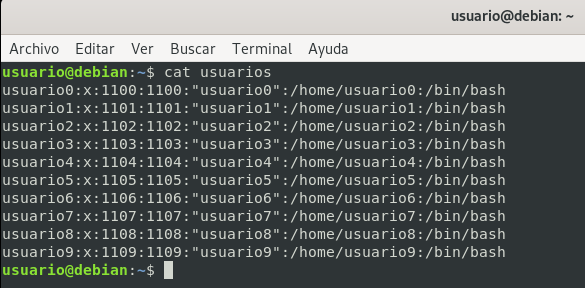 usuario@debian: ~
Archivo Editar Ver Buscar Terminal Ayuda
usuario@debian:~$ cat usuarios
usuario0:x:1100:1100:"usuario0":/home/usuario0:/bin/bash
usuario1:x:1101:1101:"usuario1":/home/usuario1:/bin/bash
usuario2:x:1102:1102:"usuario2":/home/usuario2:/bin/bash
usuario3:x:1103:1103:"usuario3":/home/usuario3:/bin/bash
usuario4:x:1104:1104:"usuario4":/home/usuario4:/bin/bash
usuario5:x:1105:1105:"usuario5":/home/usuario5:/bin/bash
usuario6:x:1106:1106:"usuario6":/home/usuario6:/bin/bash
usuario7:x:1107:1107:"usuario7":/home/usuario7:/bin/bash
usuario8:x:1108:1108:"usuario8":/home/usuario8:/bin/bash
usuario9:x:1109:1109:"usuario9":/home/usuario9:/bin/bash
usuario@debian:~$